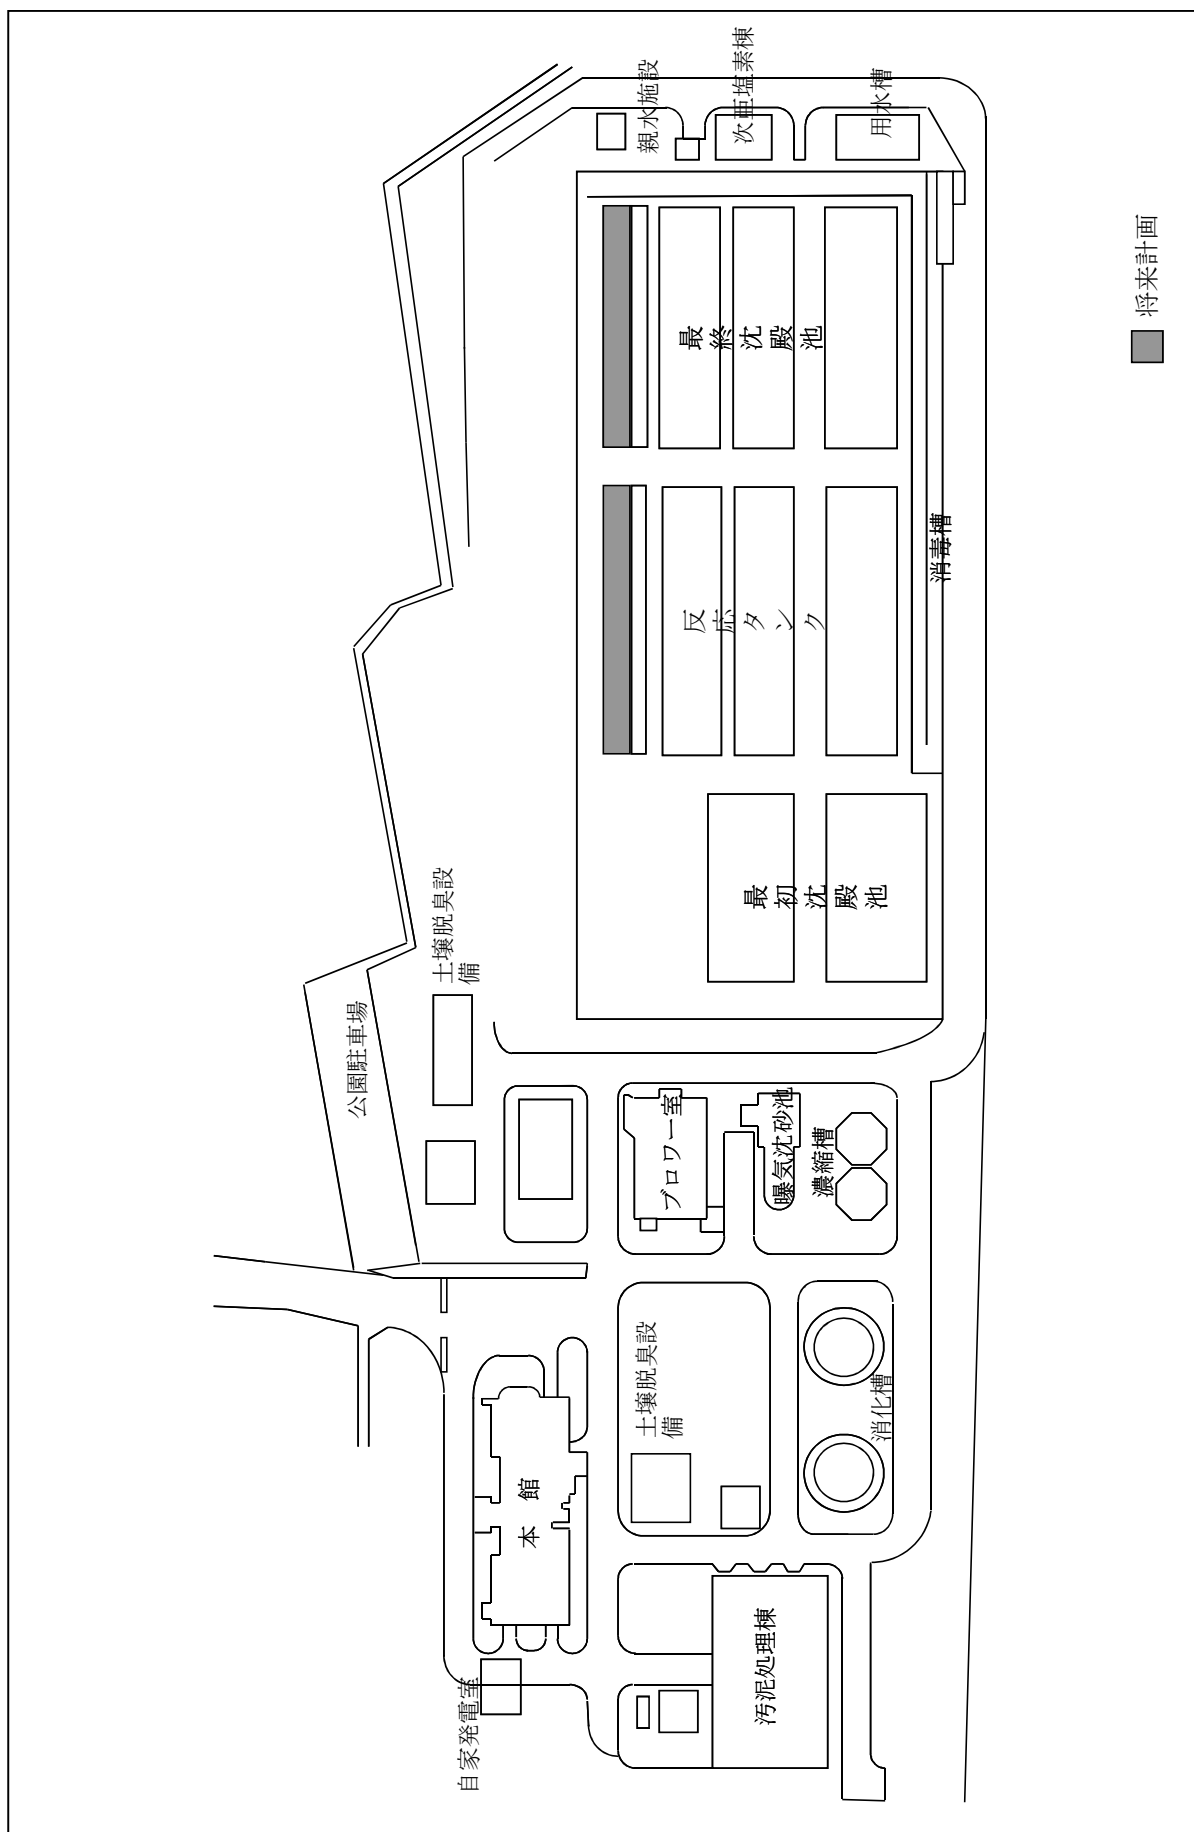 自家発電室
本館
公園駐車場
土壌脱臭設
備
親水施設
次亜塩素棟
用水槽
最終沈殿池
反応タンク
消毒槽
最初沈殿池
ブロワー室
曝気沈砂池
濃縮槽
土壌脱臭設
備
消化槽
汚泥処理棟
将来計画